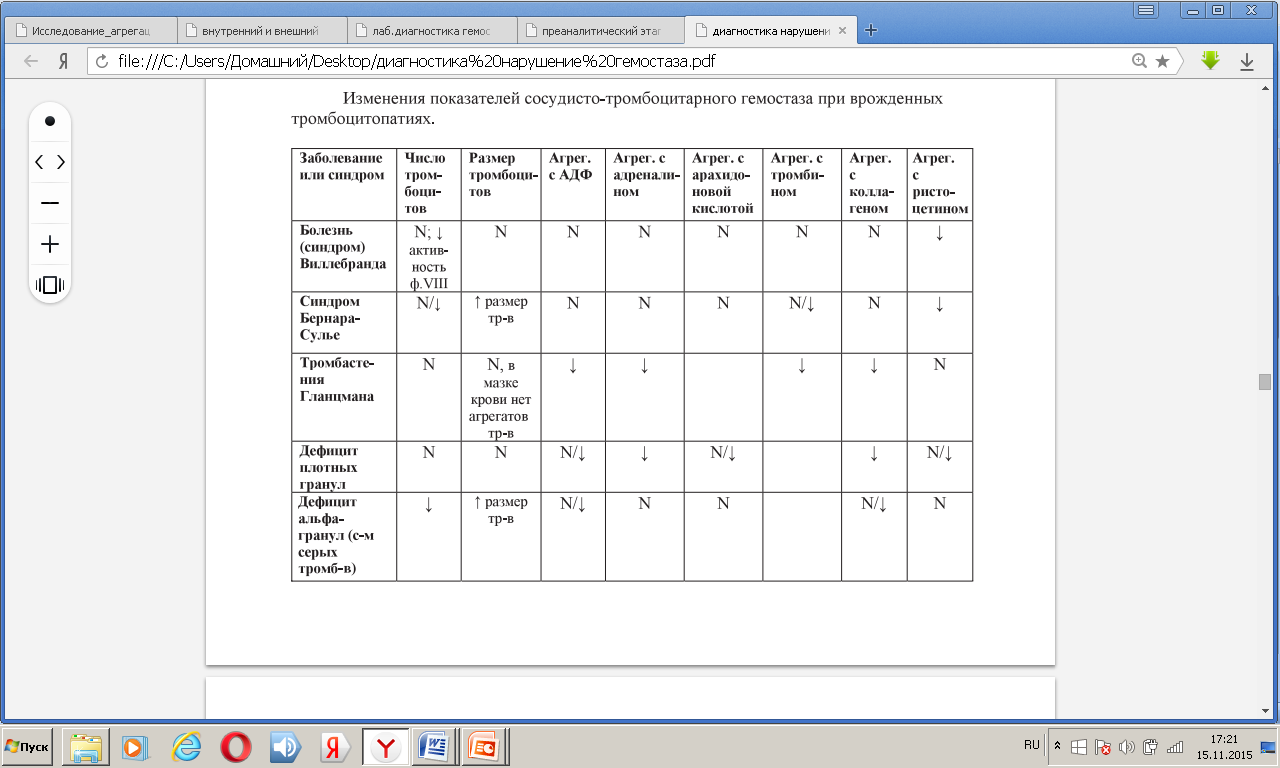 Исследование_агрегац
внутренний и внешний
лаб.диагностика гемос
преаналитический этап
диагностика нарушени
Я
file:///C:/Users/Домашний/Desktop/диагностика%20нарушение%20гемостаза.pdf
Изменения показателей сосудисто-тромбоцитарного гемостаза при врожденных
тромбоцитопатиях.
Заболевание
или синдром
Число
тром-
боци-
тов
Размер
тромбоци-
тов
Агрег.
с АДФ
Агрег. с
адренали-
ном
Агрег. с
арахидо-
новой
кислотой
Агрег. с
тромби-
ном
Агрег.
с
колла-
геном
Агрег.
с
ристо-
цетином
Болезнь
(синдром)
Виллебранда
N; ↓
актив-
ность
ф.VIII
N
N
N
N
N
N
↓
Синдром
Бернара-
Сулье
N/↓
↑ размер
тр-в
N
N
N
N/↓
N
↓
Тромбасте-
ния
Гланцмана
N
N, в
мазке
крови нет
агрегатов
тр-в
↓
↓
↓
↓
N
Дефицит
плотных
гранул
N
N
N/↓
↓
N/↓
↓
N/↓
Дефицит
альфа-
гранул (с-м
серых
тромб-в)
↓
↑ размер
тр-в
N/↓
N
N
N/↓
N
Пуск
RU
17:21
15.11.2015